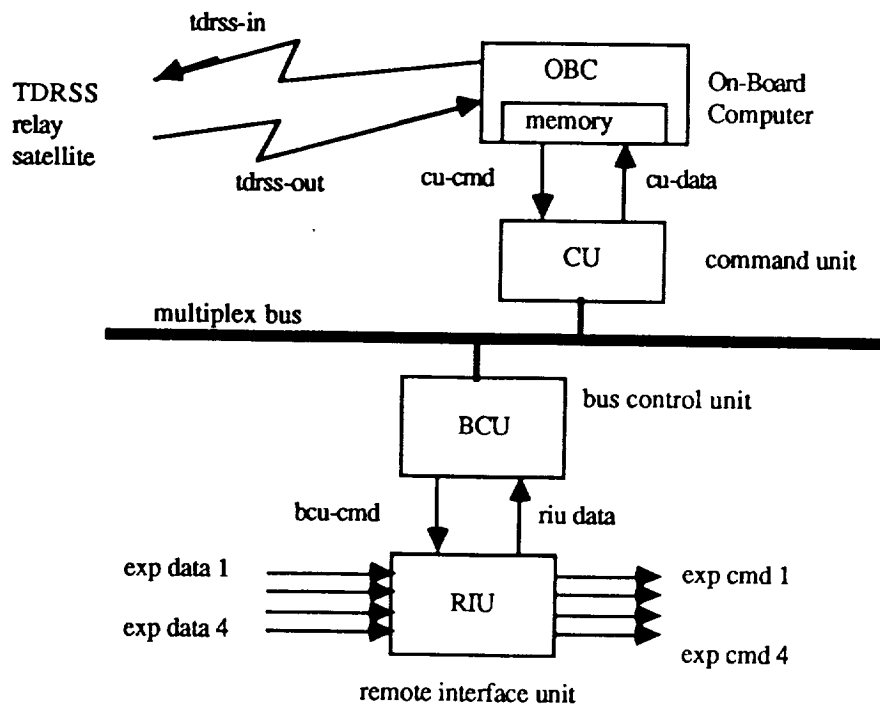 tdrss-in
TDRSS
relay
satellite
OBC
On-Board
Computer
memory
tdrss-out
cu-cmd
cu-data
CU
command unit
multiplex bus
bus control unit
BCU
bcu-cmd
riu data
exp data 1
exp cmd 1
RIU
exp data 4
exp cmd 4
remote interface unit